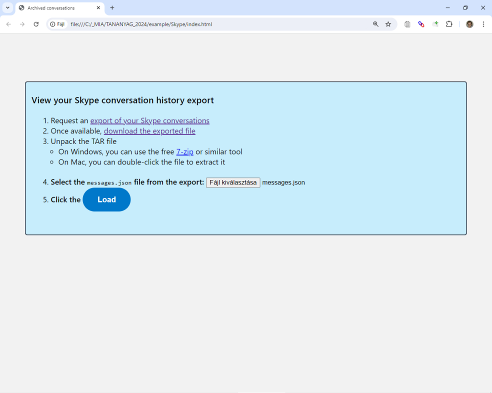 Archived conversations
Fájl
file:///C:/_MIA/TANANYAG_2024/example/Skype/index.html
View your Skype conversation history export
1. Request an export of your Skype conversations
2. Once available, download the exported file
3. Unpack the TAR file
On Windows, you can use the free 7-zip or similar tool
On Mac, you can double-click the file to extract it
4. Select the messages.json file from the export: Fájl kiválasztása messages.json
5. Click the Load